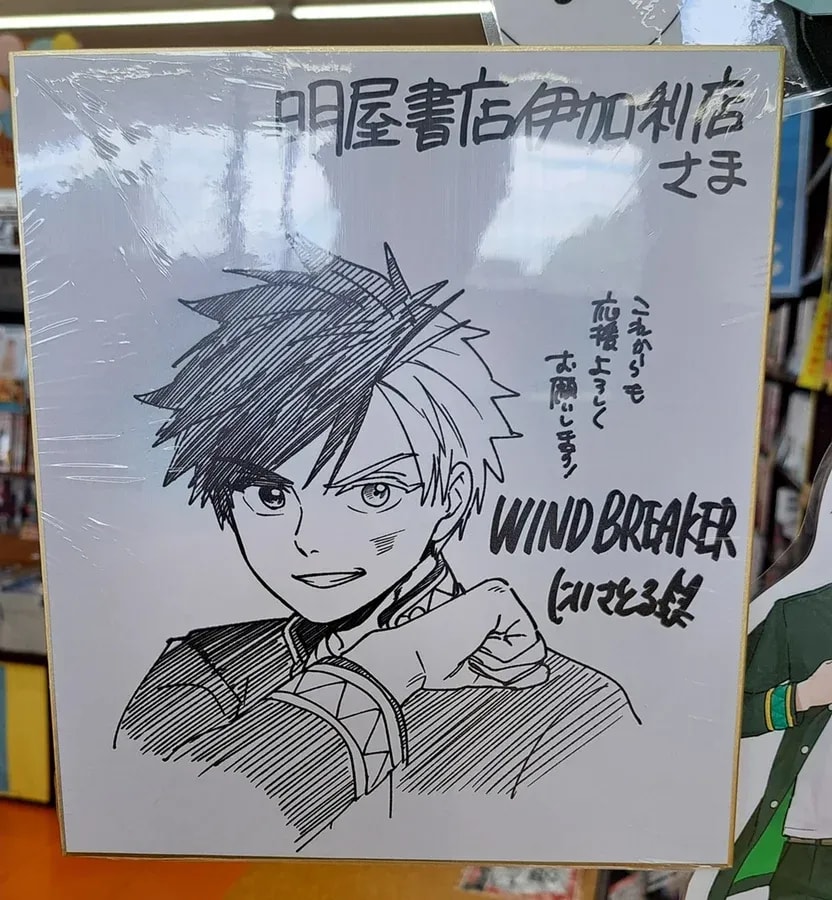 明屋書店伊加利店
さま
これからも
応援よろしく
お願いします!
WIND BREAKER
にいさとる